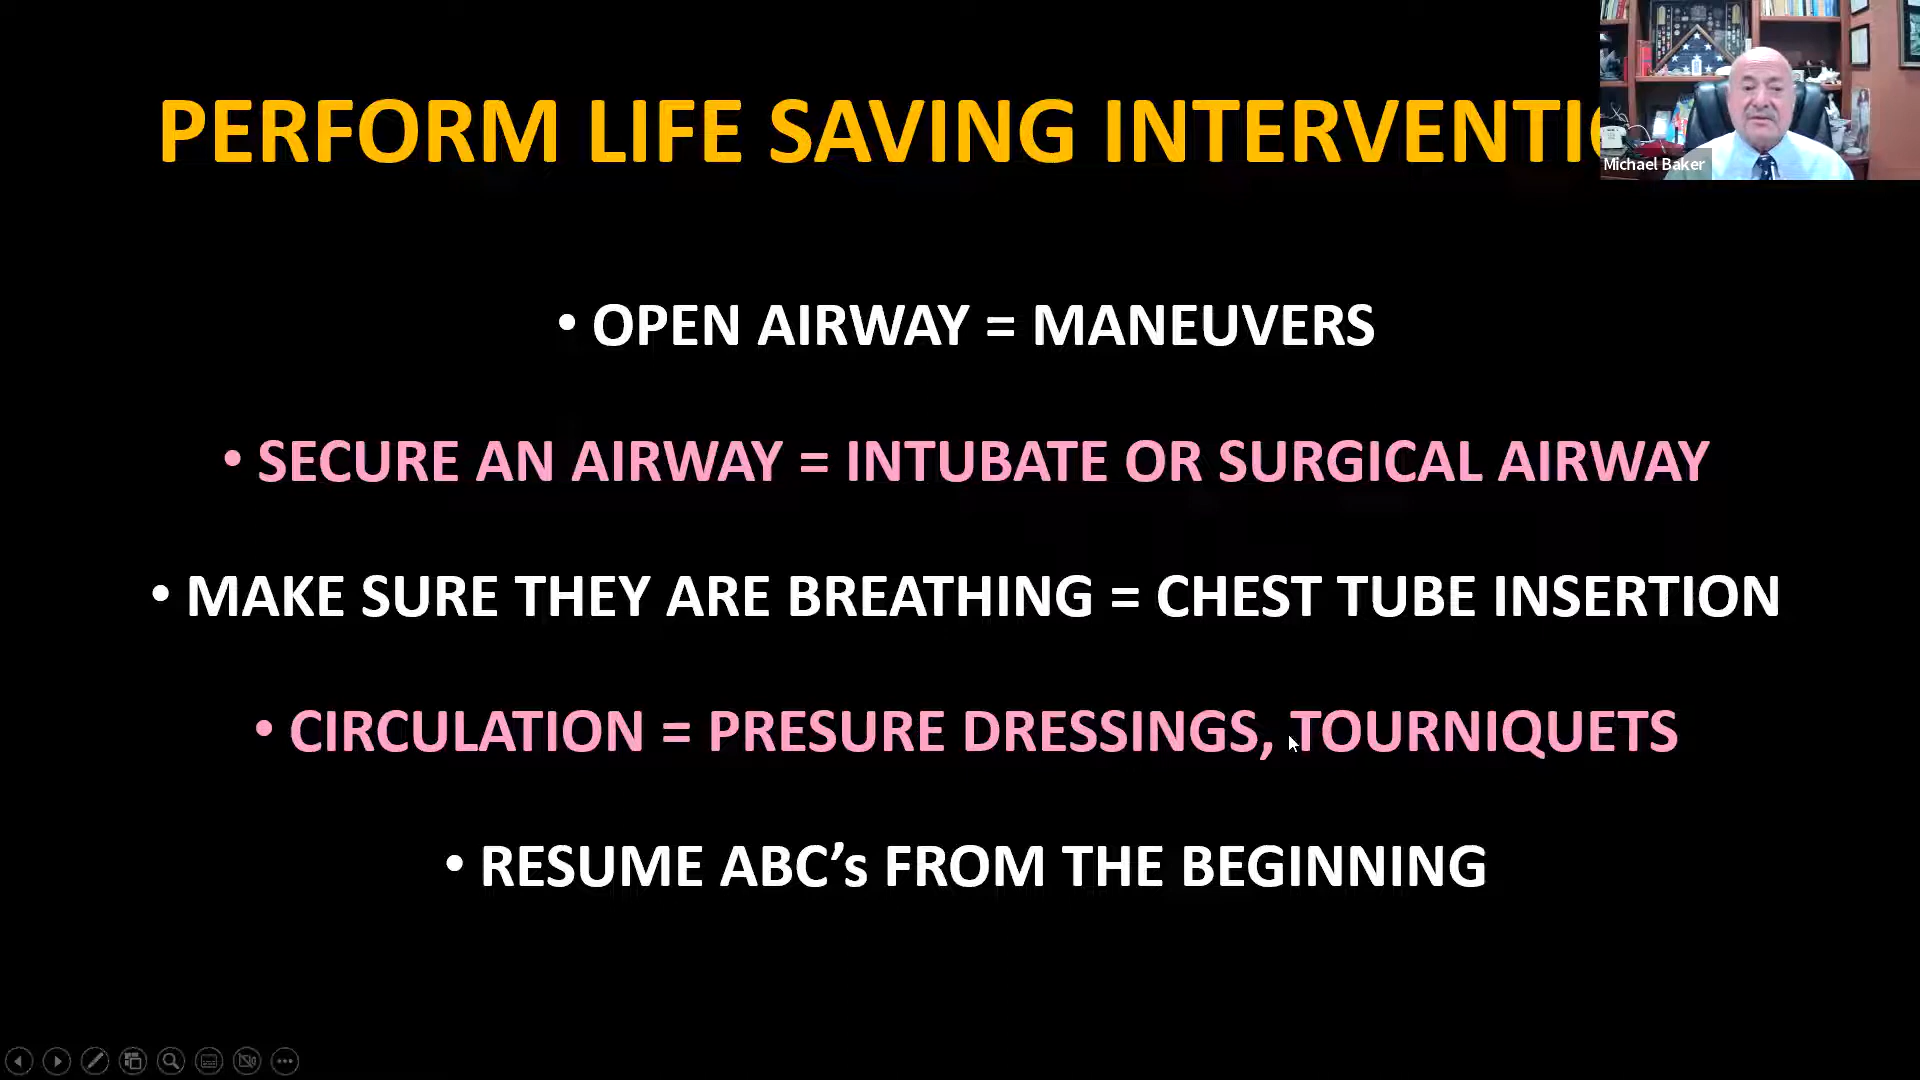 PERFORM LIFE SAVING INTERVENTI
Michael Baker
• OPEN AIRWAY = MANEUVERS
• SECURE AN AIRWAY = INTUBATE OR SURGICAL AIRWAY
• MAKE SURE THEY ARE BREATHING = CHEST TUBE INSERTION
• CIRCULATION = PRESURE DRESSINGS, TOURNIQUETS
• RESUME ABC’s FROM THE BEGINNING